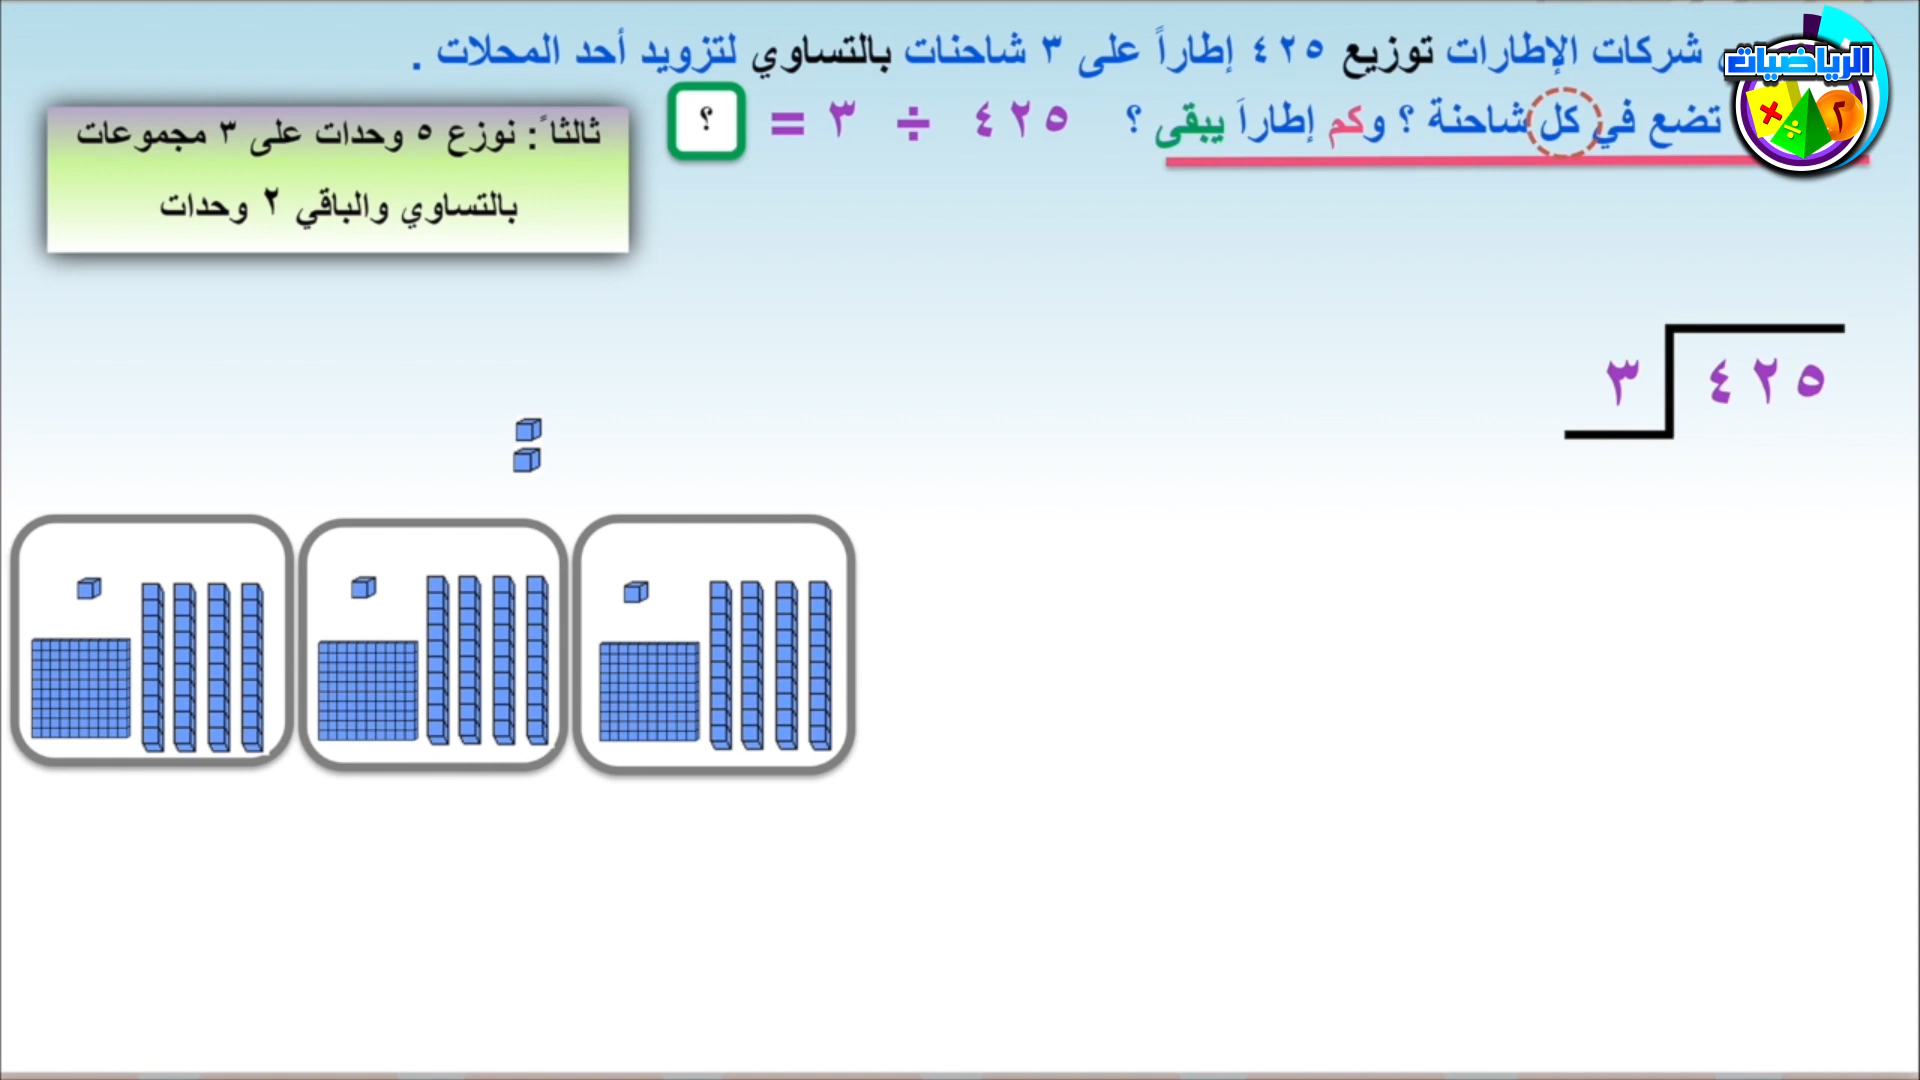 شركات الإطارات توزيع ٤٢٥ إطاراً على ٣ شاحنات بالتساوي لتزويد أحد المحلات .
تضع في كل شاحنة ؟ وكم إطاراَ يبقى ؟
٤٢٥ ÷ ٣ = ؟
الرياضيات
٢
ثالثاً : نوزع ٥ وحدات على ٣ مجموعات
بالتساوي والباقي ٢ وحدات
٣ ٤٢٥